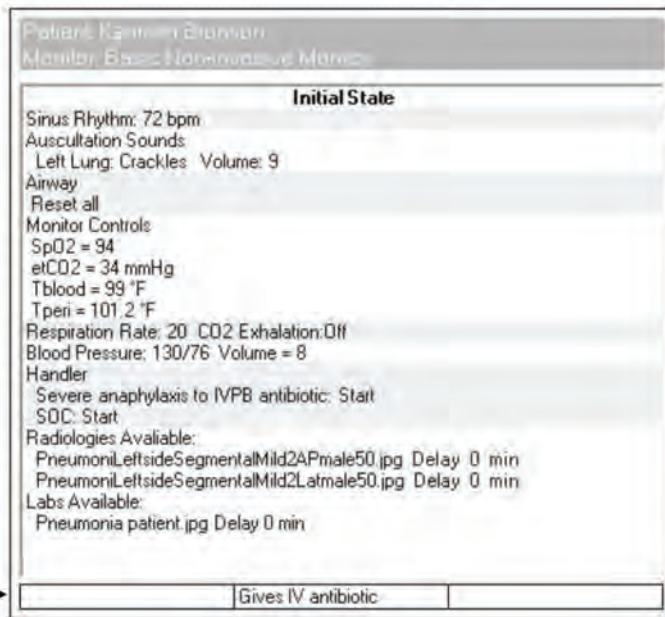 Initial State
Sinus Rhythm: 72 bpm
Auscultation Sounds
Left Lung: Crackles Volume: 9
Airway
Reset all
Monitor Controls
SpO2 = 94
etCO2 = 34 mmHg
Tblood = 99 °F
Tperi = 101.2 °F
Respiration Rate: 20 CO2 Exhalation:Off
Blood Pressure: 130/76 Volume = 8
Handler
Severe anaphylaxis to IVPB antibiotic: Start
SOC: Start
Radiologies Avaliable:
PneumoniLeftsideSegmentalMild2APmale50.jpg Delay 0 min
PneumoniLeftsideSegmentalMild2Latmale50.jpg Delay 0 min
Labs Available:
Pneumonia patient.jpg Delay 0 min
Gives IV antibiotic